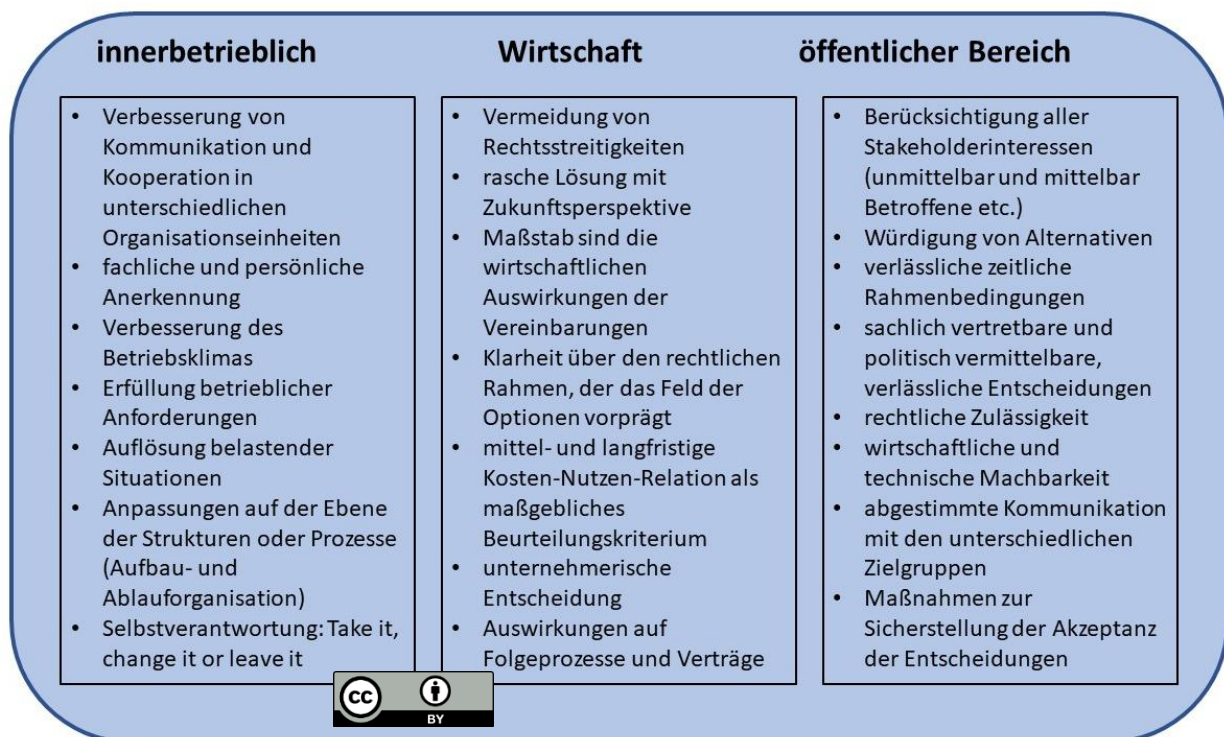 innerbetrieblich
Wirtschaft
öffentlicher Bereich
• Verbesserung von
Kommunikation und
Kooperation in
unterschiedlichen
Organisationseinheiten
• fachliche und persönliche
Anerkennung
• Verbesserung des
Betriebsklimas
• Erfüllung betrieblicher
Anforderungen
• Auflösung belastender
Situationen
• Anpassungen auf der Ebene
der Strukturen oder Prozesse
(Aufbau- und
Ablauforganisation)
• Selbstverantwortung: Take it,
change it or leave it
• Vermeidung von
Rechtsstreitigkeiten
• rasche Lösung mit
Zukunftsperspektive
• Maßstab sind die
wirtschaftlichen
Auswirkungen der
Vereinbarungen
• Klarheit über den rechtlichen
Rahmen, der das Feld der
Optionen vorprägt
• mittel- und langfristige
Kosten-Nutzen-Relation als
maßgebliches
Beurteilungskriterium
• unternehmerische
Entscheidung
• Auswirkungen auf
Folgeprozesse und Verträge
• Berücksichtigung aller
Stakeholderinteressen
(unmittelbar und mittelbar
Betroffene etc.)
• Würdigung von Alternativen
• verlässliche zeitliche
Rahmenbedingungen
• sachlich vertretbare und
politisch vermittelbare,
verlässliche Entscheidungen
• rechtliche Zulässigkeit
• wirtschaftliche und
technische Machbarkeit
• abgestimmte Kommunikation
mit den unterschiedlichen
Zielgruppen
• Maßnahmen zur
Sicherstellung der Akzeptanz
der Entscheidungen
cc
BY